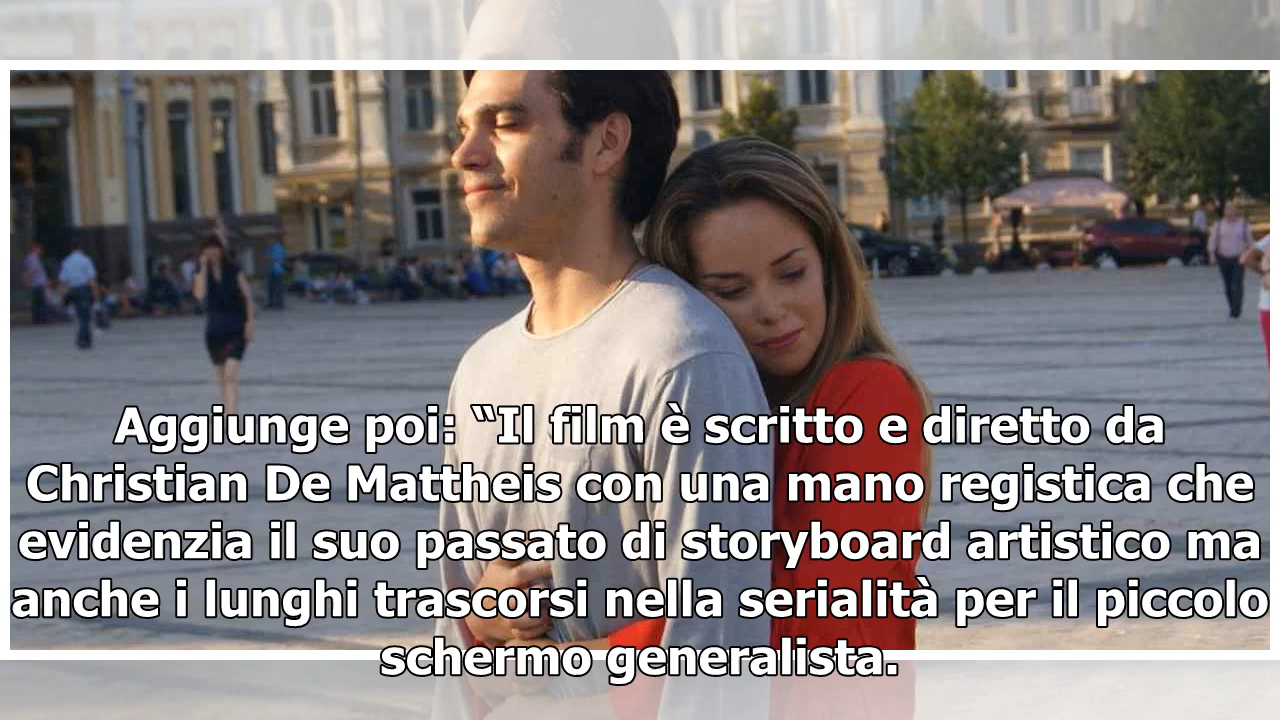 Aggiunge poi: “Il film è scritto e diretto da
Christian De Mattheis con una mano registica che
evidenzia il suo passato di storyboard artistico ma
anche i lunghi trascorsi nella serialità per il piccolo
schermo generalista.